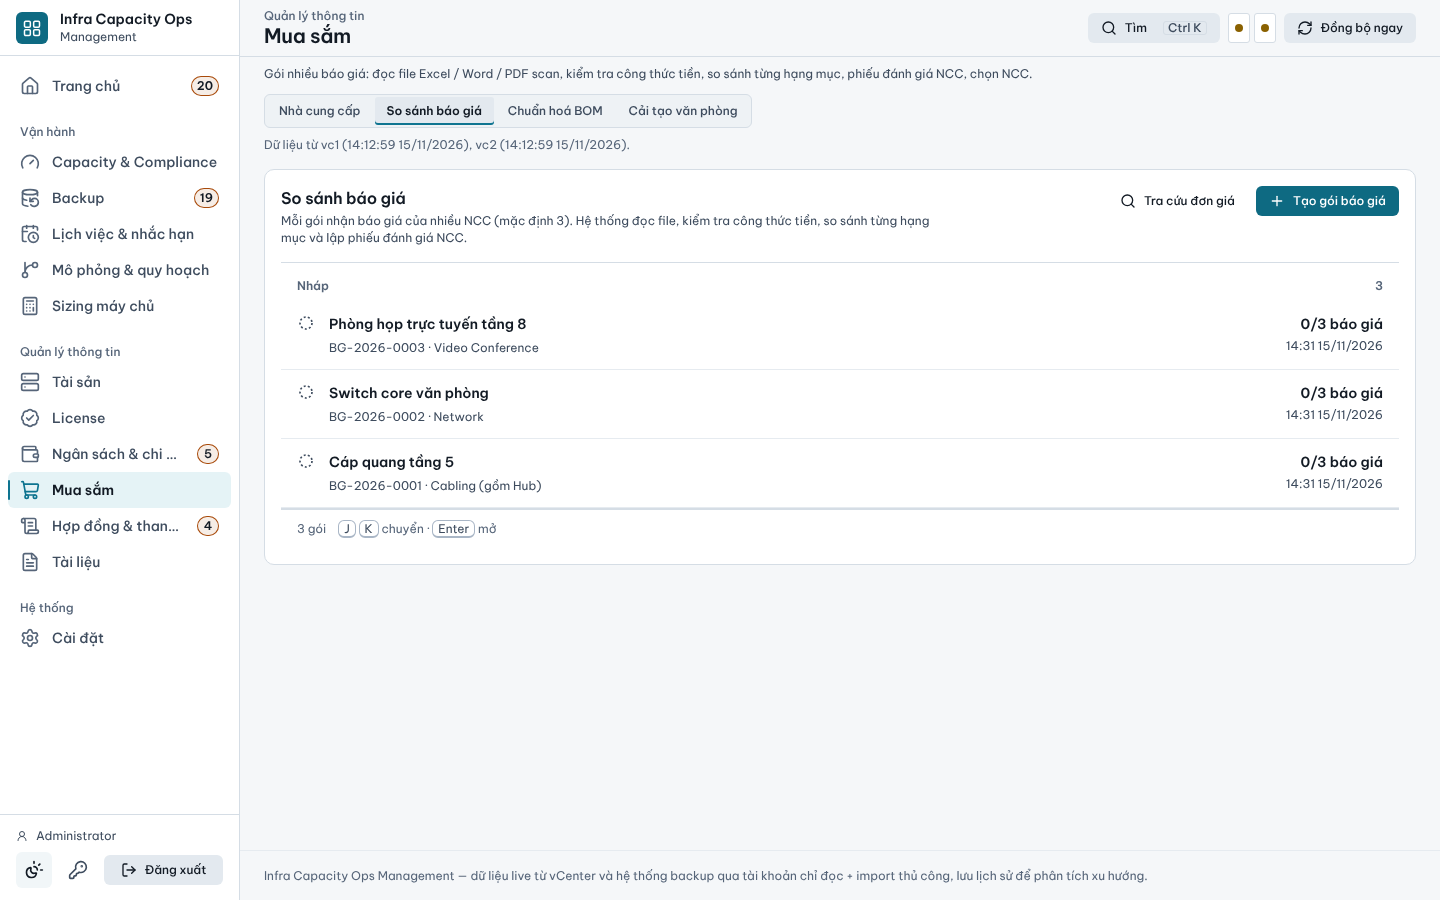 Infra Capacity Ops
Management
Trang chủ 20
Vận hành
Capacity & Compliance
Backup 19
Lịch việc & nhắc hạn
Mô phỏng & quy hoạch
Sizing máy chủ
Quản lý thông tin
Tài sản
License
Ngân sách & chi ... 5
Mua sắm
Hợp đồng & than... 4
Tài liệu
Hệ thống
Cài đặt
Administrator
Đăng xuất
Quản lý thông tin
Mua sắm
Tìm Ctrl K
Đồng bộ ngay
Gói nhiều báo giá: đọc file Excel / Word / PDF scan, kiểm tra công thức tiền, so sánh từng hạng mục, phiếu đánh giá NCC, chọn NCC.
Nhà cung cấp So sánh báo giá Chuẩn hoá BOM Cải tạo văn phòng
Dữ liệu từ vc1 (14:12:59 15/11/2026), vc2 (14:12:59 15/11/2026).
So sánh báo giá
Tra cứu đơn giá
Tạo gói báo giá
Mỗi gói nhận báo giá của nhiều NCC (mặc định 3). Hệ thống đọc file, kiểm tra công thức tiền, so sánh từng hạng
mục và lập phiếu đánh giá NCC.
Nháp 3
Phòng họp trực tuyến tầng 8 0/3 báo giá
BG-2026-0003 · Video Conference 14:31 15/11/2026
Switch core văn phòng 0/3 báo giá
BG-2026-0002 · Network 14:31 15/11/2026
Cáp quang tầng 5 0/3 báo giá
BG-2026-0001 · Cabling (gồm Hub) 14:31 15/11/2026
3 gói J K chuyển · Enter mở
Infra Capacity Ops Management — dữ liệu live từ vCenter và hệ thống backup qua tài khoản chỉ đọc + import thủ công, lưu lịch sử để phân tích xu hướng.